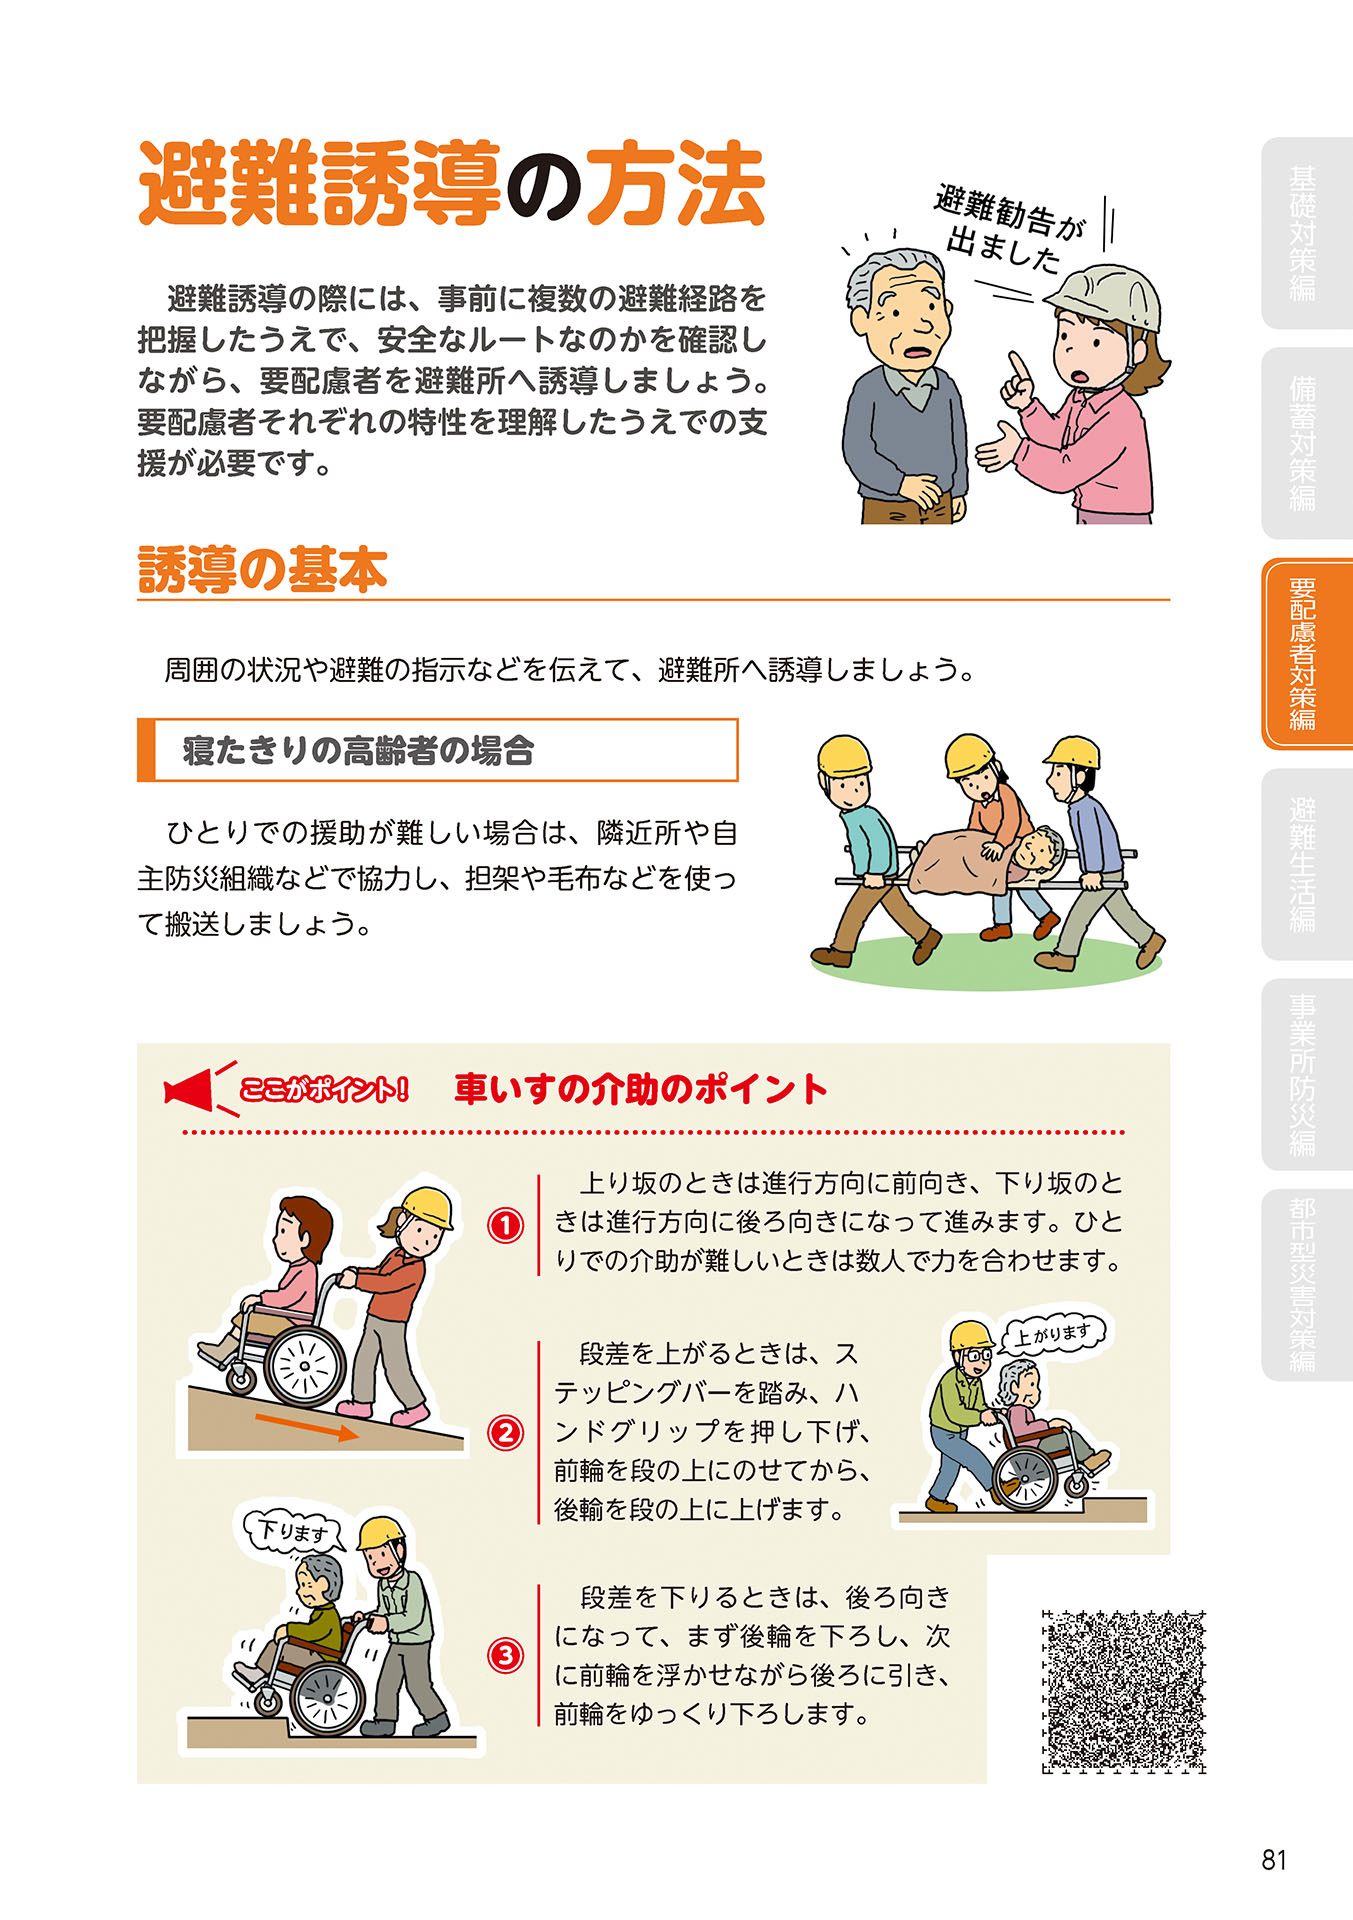 避難誘導の方法
避難勧告が
出ました
避難誘導の際には、事前に複数の避難経路を
把握したうえで、安全なルートなのかを確認し
ながら、要配慮者を避難所へ誘導しましょう。
要配慮者それぞれの特性を理解したうえでの支
援が必要です。
誘導の基本
周囲の状況や避難の指示などを伝えて、避難所へ誘導しましょう。
寝たきりの高齢者の場合
ひとりでの援助が難しい場合は、隣近所や自
主防災組織などで協力し、担架や毛布などを使っ
て搬送しましょう。
ここがポイント! 車いすの介助のポイント
1
上り坂のときは進行方向に前向き、下り坂のと
きは進行方向に後ろ向きになって進みます。ひと
りでの介助が難しいときは数人で力を合わせます。
2
段差を上がるときは、ス
テッピングバーを踏み、ハ
ンドグリップを押し下げ、
前輪を段の上にのせてから、
後輪を段の上に上げます。
上がります
下ります
3
段差を下りるときは、後ろ向き
になって、まず後輪を下ろし、次
に前輪を浮かせながら後ろに引き、
前輪をゆっくり下ろします。
基礎対策編
備蓄対策編
要配慮者対策編
避難生活編
事業所防災編
都市型災害対策編
81